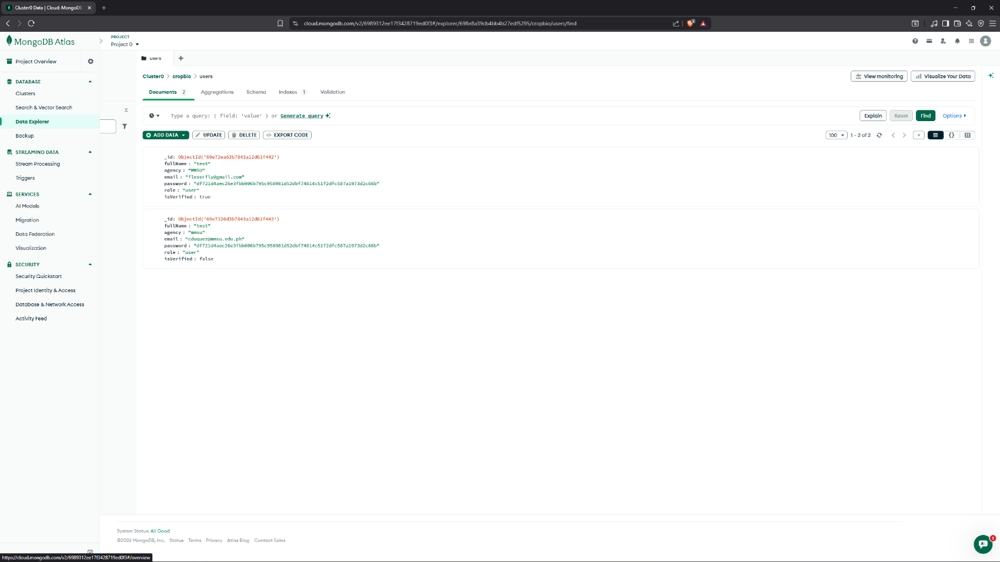 Cluster0 Data | Cloud: MongoDB
cloud.mongodb.com/v2/6989312ee17f3428719ed0f3#/explorer/698e8a39cb4bb4b27edf5295/cropbio/users/find
3
MongoDB Atlas
PROJECT
Project 0
Project Overview
users
DATABASE
Clusters
Search & Vector Search
Data Explorer
Backup
STREAMING DATA
Stream Processing
Triggers
SERVICES
AI Models
Migration
Data Federation
Visualization
SECURITY
Security Quickstart
Project Identity & Access
Database & Network Access
Activity Feed
Cluster0 > cropbio > users
View monitoring
Visualize Your Data
Documents 2 Aggregations Schema Indexes 1 Validation
Type a query: { field: 'value' } or Generate query
Explain Reset Find Options
ADD DATA UPDATE DELETE EXPORT CODE
100 1 – 2 of 2
_id: ObjectId('69e72ea63b7843a12d61f442')
fullName : "test"
agency : "MMSU"
email : "flexerfly@gmail.com"
password : "df721d4aec26e3fbb006b795c958981d52dbf74814c51f2dfc587a1973d2c66b"
role : "user"
isVerified : true
_id: ObjectId('69e7320d3b7843a12d61f443')
fullName : "test"
agency : "mmsu"
email : "cduquez@mmsu.edu.ph"
password : "df721d4aec26e3fbb006b795c958981d52dbf74814c51f2dfc587a1973d2c66b"
role : "user"
isVerified : false
System Status: All Good
©2026 MongoDB, Inc. Status Terms Privacy Atlas Blog Contact Sales
1
https://cloud.mongodb.com/v2/6989312ee17f3428719ed0f3#/overview